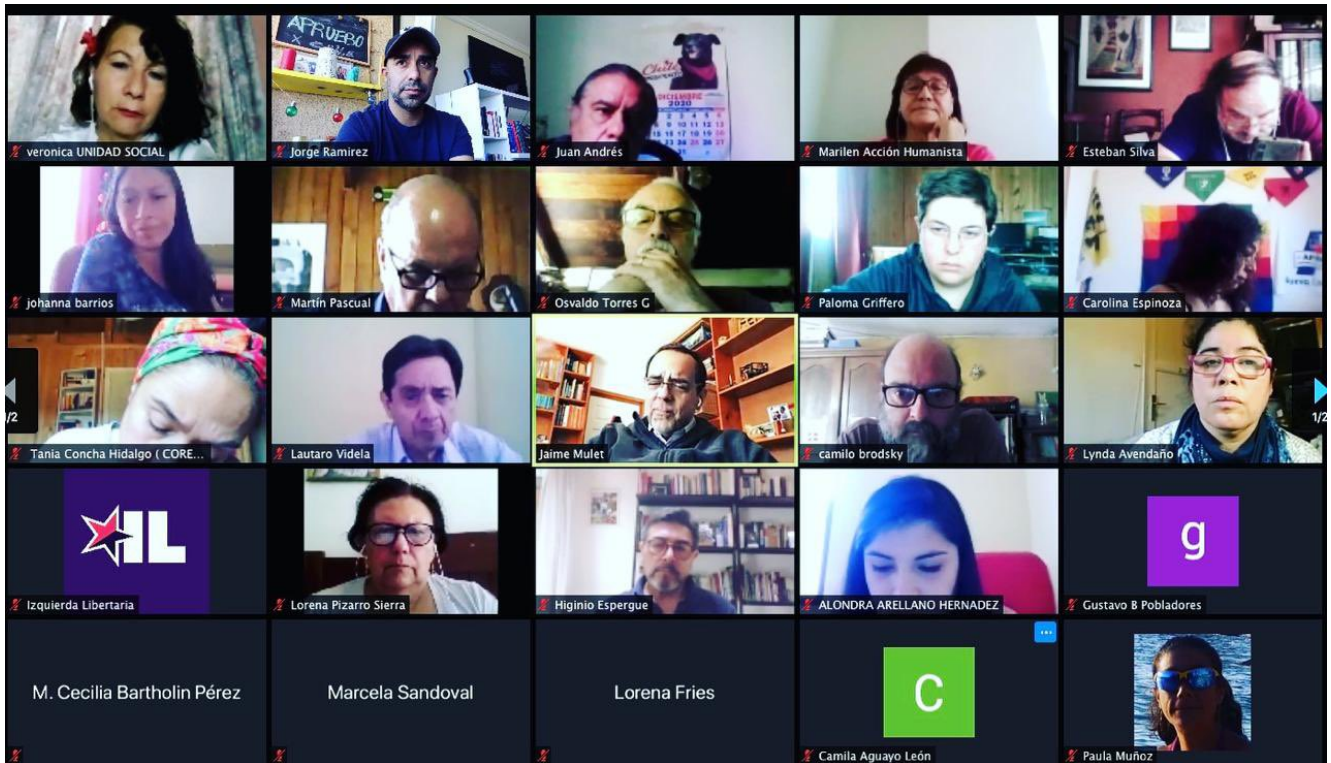 veronica UNIDAD SOCIAL
APRUEBO
Jorge Ramirez
Chile
DICIEMBRE
2020
Juan Andrés
Marilen Acción Humanista
Esteban Silva
johanna barrios
Martín Pascual
Osvaldo Torres G
Paloma Griffero
Carolina Espinoza
1/2
Tania Concha Hidalgo ( CORE...
Lautaro Videla
Jaime Mulet
camilo brodsky
Lynda Avendaño
1/2
IL
Izquierda Libertaria
Lorena Pizarro Sierra
Higinio Espergue
ALONDRA ARELLANO HERNADEZ
g
Gustavo B Pobladores
M. Cecilia Bartholin Pérez
Marcela Sandoval
Lorena Fries
C
Camila Aguayo León
Paula Muñoz